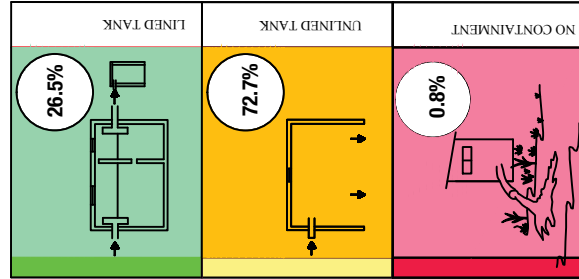 LINED TANK
UNLINED TANK
NO CONTAINMENT
26.5%
72.7%
0.8%